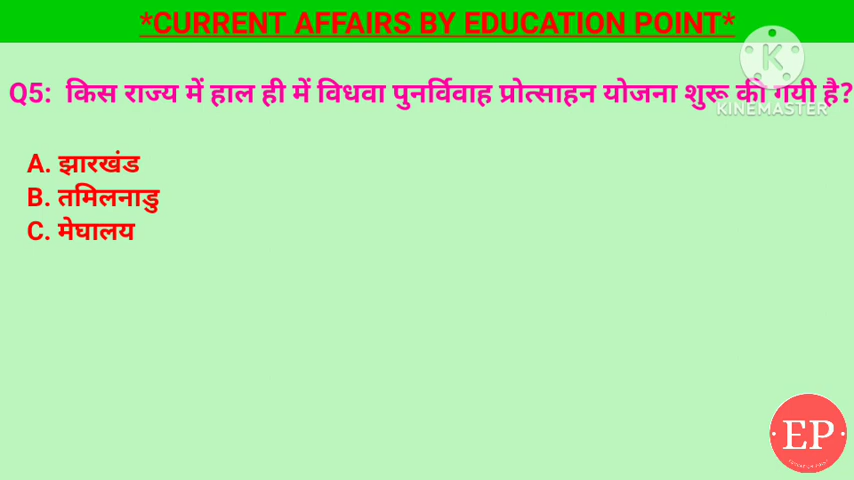 *CURRENT AFFAIRS BY EDUCATION POINT*
Q5: किस राज्य में हाल ही में विधवा पुनर्विवाह प्रोत्साहन योजना शुरू की गयी है?
KINEMASTER
A. झारखंड
B. तमिलनाडु
C. मेघालय
EP